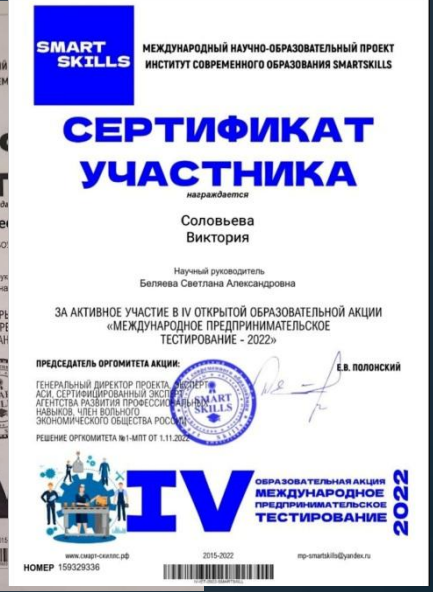 SMART
SKILLS
МЕЖДУНАРОДНЫЙ НАУЧНО-ОБРАЗОВАТЕЛЬНЫЙ ПРОЕКТ
ИНСТИТУТ СОВРЕМЕННОГО ОБРАЗОВАНИЯ SMARTSKILLS
СЕРТИФИКАТ
УЧАСТНИКА
награждается
Соловьева
Виктория
Научный руководитель
Беляева Светлана Александровна
ЗА АКТИВНОЕ УЧАСТИЕ В IV ОТКРЫТОЙ ОБРАЗОВАТЕЛЬНОЙ АКЦИИ
«МЕЖДУНАРОДНОЕ ПРЕДПРИНИМАТЕЛЬСКОЕ
ТЕСТИРОВАНИЕ - 2022»
ПРЕДСЕДАТЕЛЬ ОРГОМИТЕТА АКЦИИ:
Е.В. ПОЛОНСКИЙ
ГЕНЕРАЛЬНЫЙ ДИРЕКТОР ПРОЕКТА, ЭКСПЕРТ
АСИ, СЕРТИФИЦИРОВАННЫЙ ЭКСПЕРТ
АГЕНТСТВА РАЗВИТИЯ ПРОФЕССИОНАЛЬНЫХ
НАВЫКОВ, ЧЛЕН ВОЛЬНОГО
ЭКОНОМИЧЕСКОГО ОБЩЕСТВА РОССИИ
SMART
SKILLS
РЕШЕНИЕ ОРГКОМИТЕТА №1-МПТ ОТ 1.11.2022
IV
ОБРАЗОВАТЕЛЬНАЯ АКЦИЯ
МЕЖДУНАРОДНОЕ
ПРЕДПРИНИМАТЕЛЬСКОЕ
ТЕСТИРОВАНИЕ
2022
www.смарт-скиллс.рф
2015-2022
mp-smartskills@yandex.ru
НОМЕР 159329336